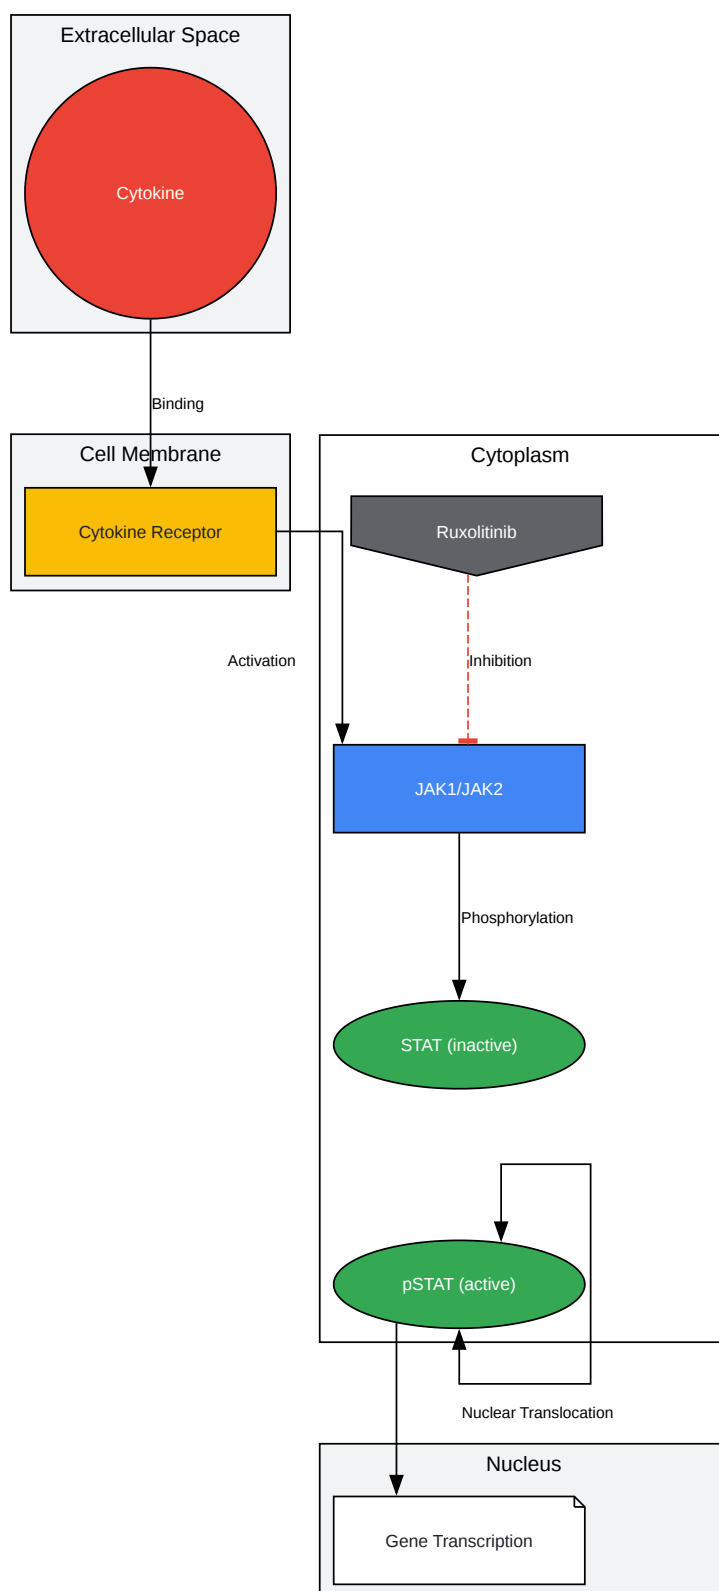 Extracellular Space
Cytokine
Binding
Cell Membrane
Cytokine Receptor
Cytoplasm
Ruxolitinib
Activation
Inhibition
JAK1/JAK2
Phosphorylation
STAT (inactive)
pSTAT (active)
Nuclear Translocation
Nucleus
Gene Transcription